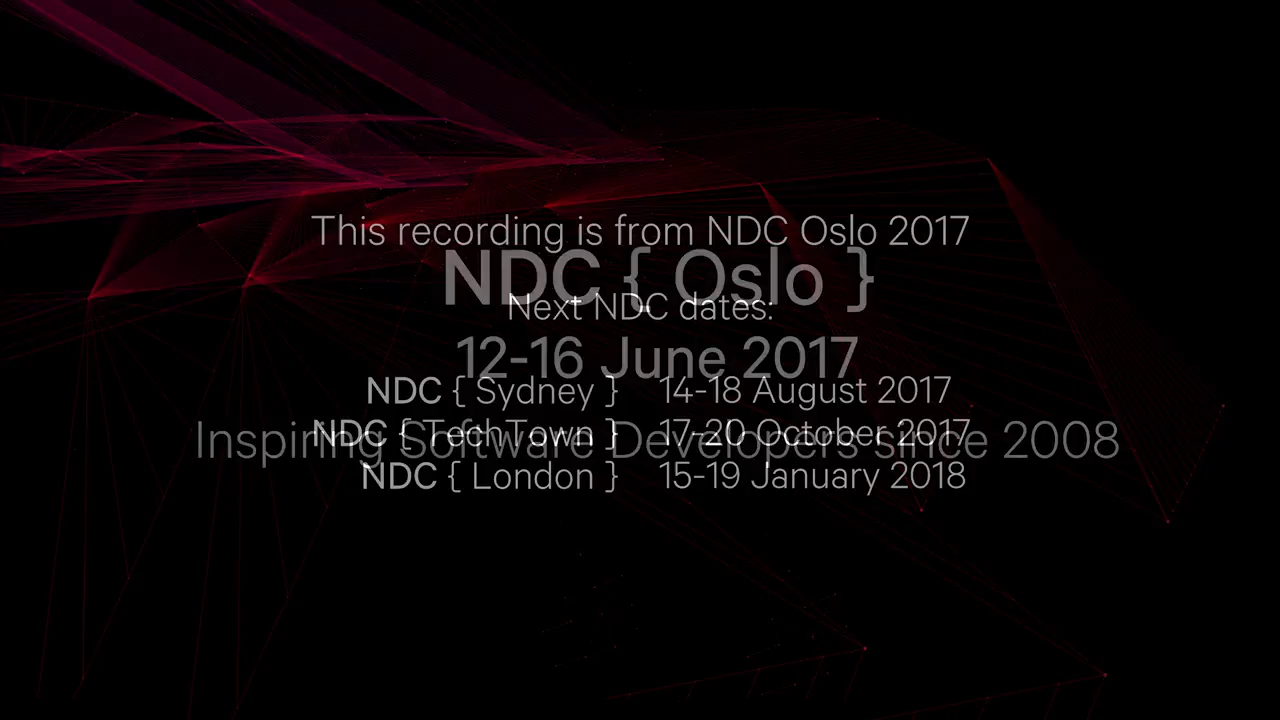 This recording is from NDC Oslo 2017
NDC { Oslo }
Next NDC dates:
12-16 June 2017
NDC { Sydney } 14-18 August 2017
NDC { TechTown } 17-20 October 2017
Inspiring Software Developers since 2008
NDC { London } 15-19 January 2018